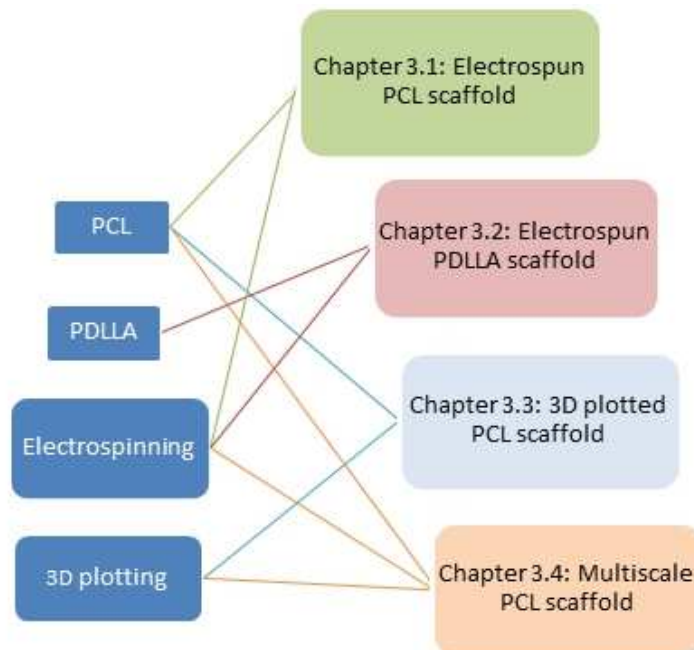 Chapter 3.1: Electrospun
PCL scaffold
PCL
Chapter 3.2: Electrospun
PDLLA scaffold
PDLLA
Electrospinning
Chapter 3.3: 3D plotted
PCL scaffold
3D plotting
Chapter 3.4: Multiscale
PCL scaffold